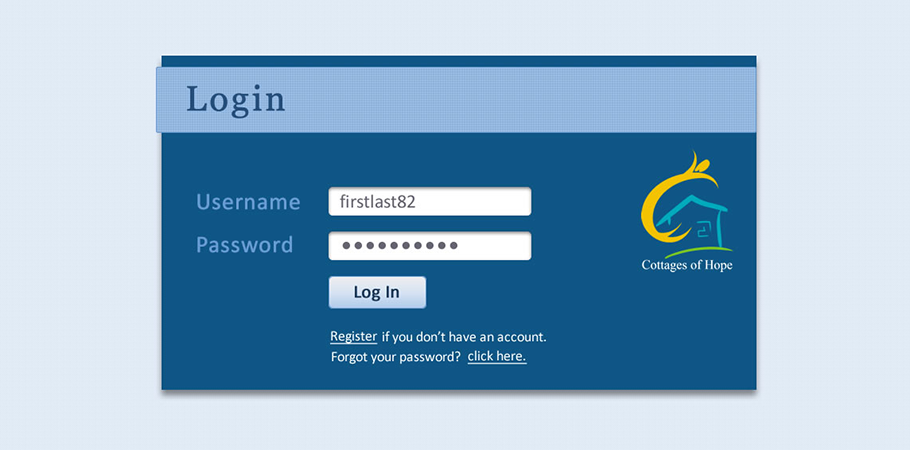 Login
Username
firstlast82
Password
●●●●●●●●●●
Log In
Cottages of Hope
Register if you don't have an account.
Forgot your password? click here.